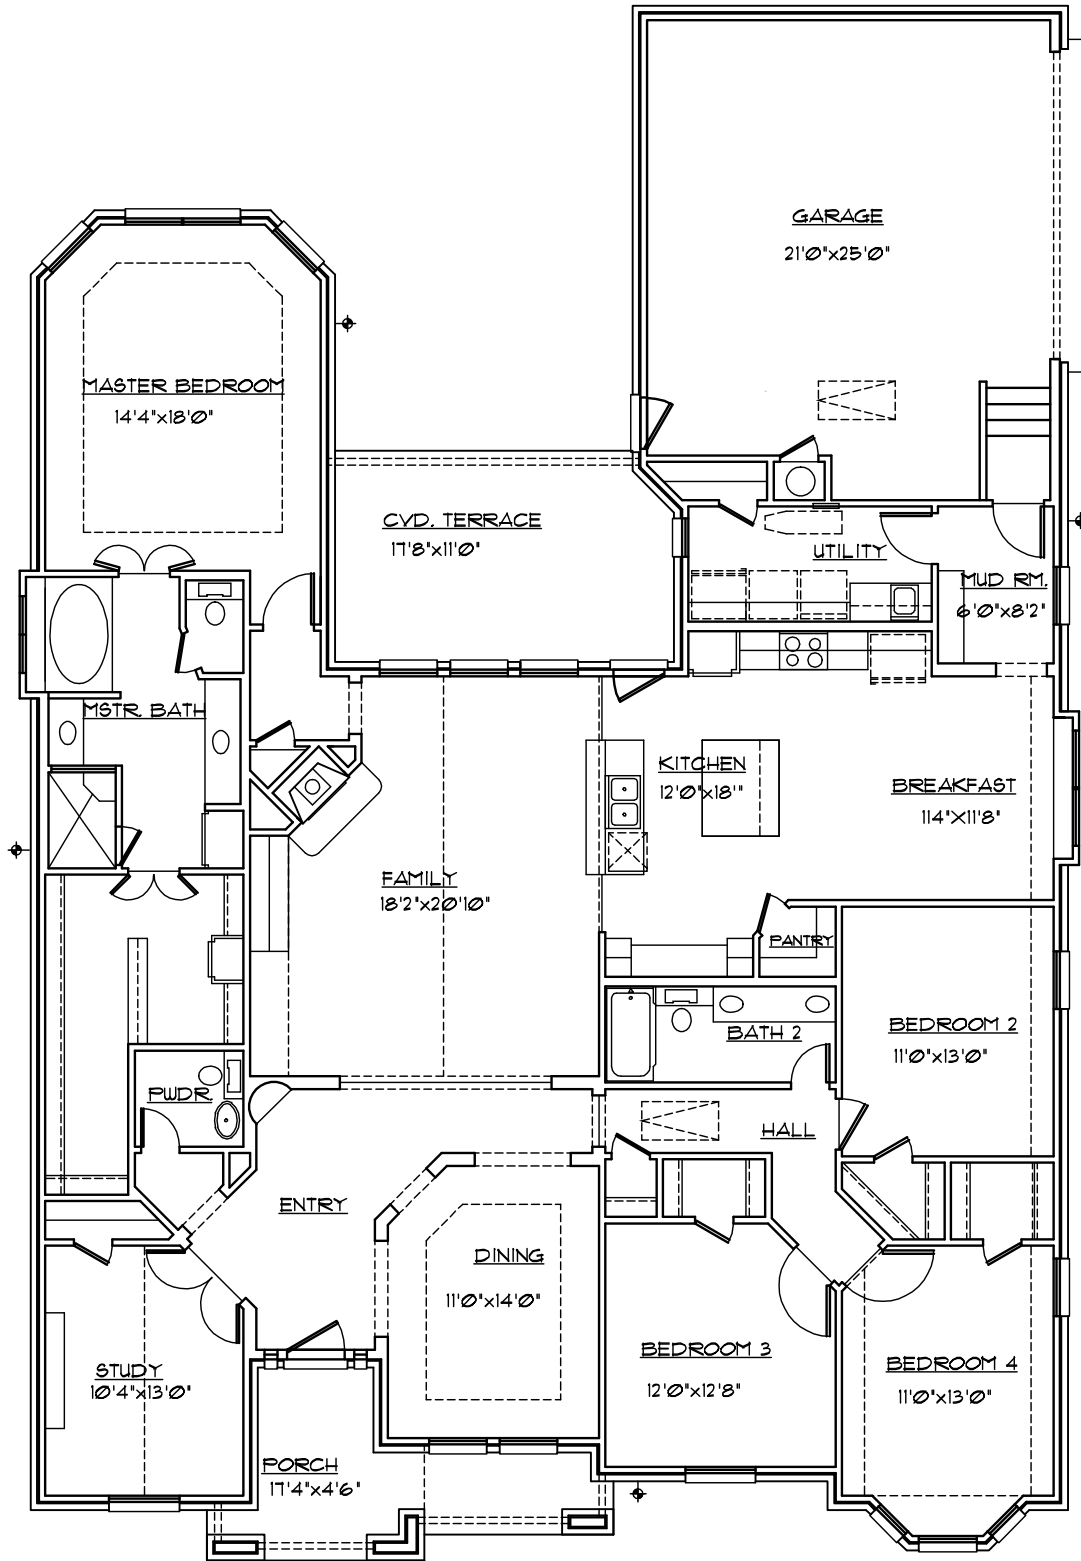 GARAGE
21'0"x25'0"
MASTER BEDROOM
14'4"x18'0"
CVD. TERRACE
17'8"x11'0"
UTILITY
MUD RM.
6'0"x8'2"
MSTR. BATH
KITCHEN
12'0"x18'"
BREAKFAST
114"x11'8"
FAMILY
18'2"x20'10"
PANTRY
BEDROOM 2
11'0"x13'0"
BATH 2
PWDR.
HALL
ENTRY
DINING
11'0"x14'0"
BEDROOM 3
12'0"x12'8"
BEDROOM 4
11'0"x13'0"
STUDY
10'4"x13'0"
PORCH
17'4"x4'6"